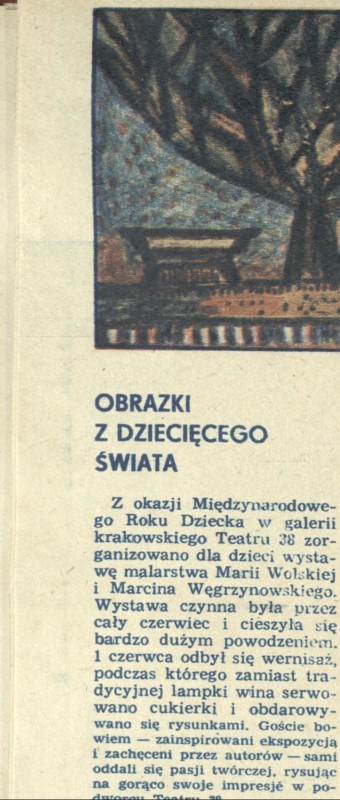 OBRAZKI
Z DZIECIĘCEGO
ŚWIATA
Z okazji Międzynarodowe-
go Roku Dziecka w galerii
krakowskiego Teatru 38 zor-
ganizowano dla dzieci wysta-
wę malarstwa Marii Wolskiej
i Marcina Węgrzynowskiego.
Wystawa czynna była przez
cały czerwiec i cieszyła się
bardzo dużym powodzeniem.
1 czerwca odbył się wernisaż,
podczas którego zamiast tra-
dycyjnej lampki wina serwo-
wano cukierki i obdarowy-
wano się rysunkami. Goście bo-
wiem — zainspirowani ekspozycją
i zachęceni przez autorów — sami
oddali się pasji twórczej, rysując
na gorąco swoje impresje w po-
dworcu Teatru 38